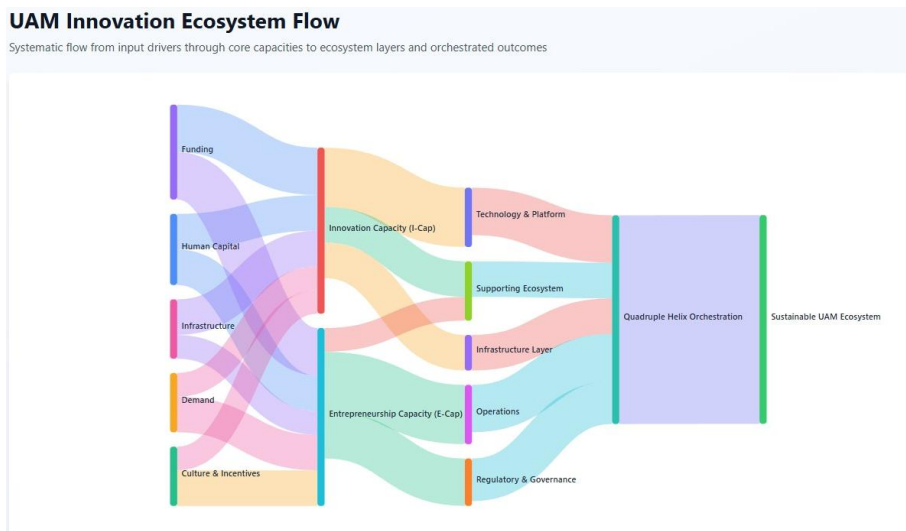 UAM Innovation Ecosystem Flow
Systematic flow from input drivers through core capacities to ecosystem layers and orchestrated outcomes
Funding
Human Capital
Infrastructure
Demand
Culture & Incentives
Innovation Capacity (I-Cap)
Entrepreneurship Capacity (E-Cap)
Technology & Platform
Supporting Ecosystem
Infrastructure Layer
Operations
Regulatory & Governance
Quadruple Helix Orchestration
Sustainable UAM Ecosystem